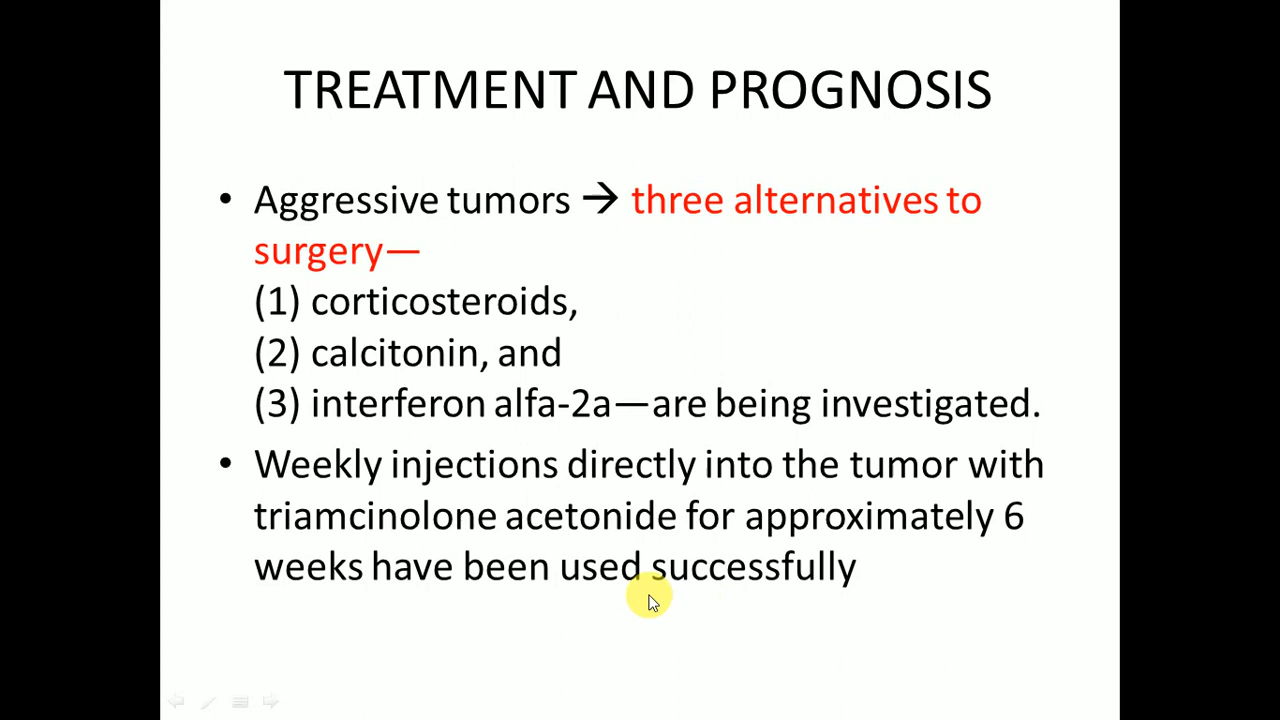 TREATMENT AND PROGNOSIS
• Aggressive tumors → three alternatives to
surgery—
(1) corticosteroids,
(2) calcitonin, and
(3) interferon alfa-2a—are being investigated.
• Weekly injections directly into the tumor with
triamcinolone acetonide for approximately 6
weeks have been used successfully